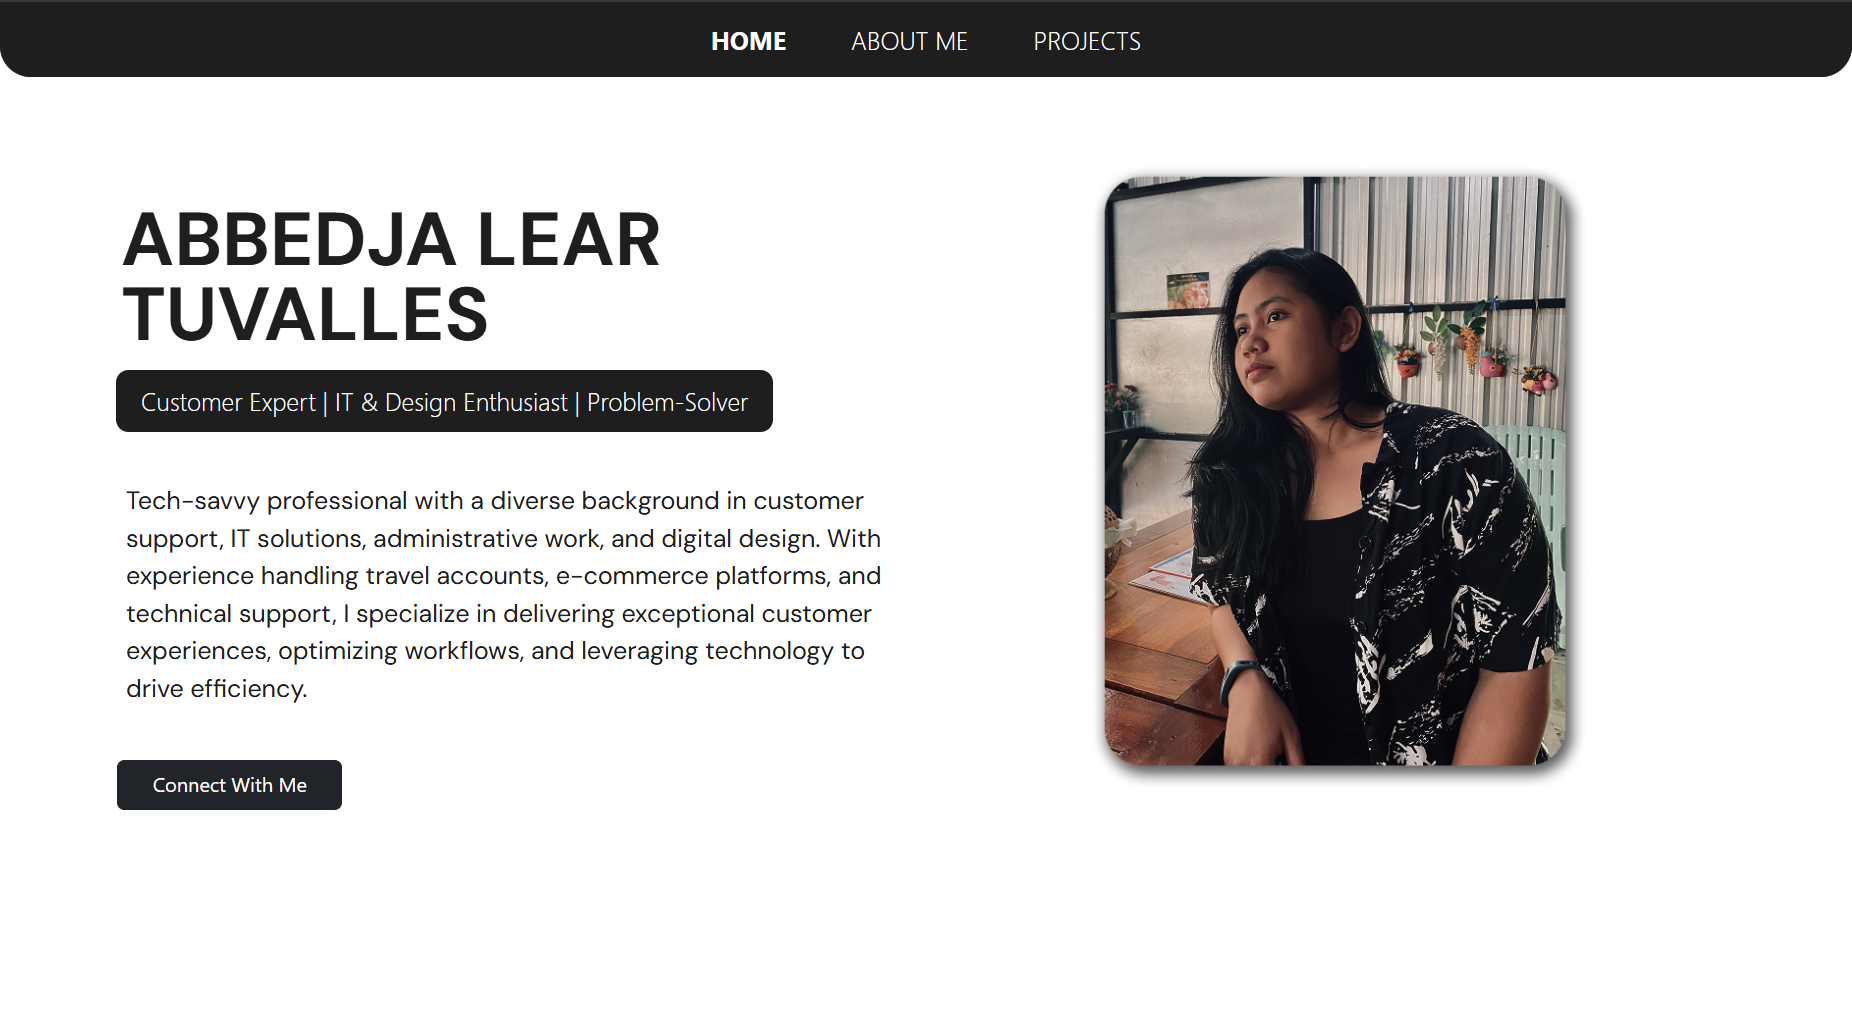 HOME ABOUT ME PROJECTS
ABBEDJA LEAR
TUVALLES
Customer Expert | IT & Design Enthusiast | Problem-Solver
Tech-savvy professional with a diverse background in customer
support, IT solutions, administrative work, and digital design. With
experience handling travel accounts, e-commerce platforms, and
technical support, I specialize in delivering exceptional customer
experiences, optimizing workflows, and leveraging technology to
drive efficiency.
Connect With Me